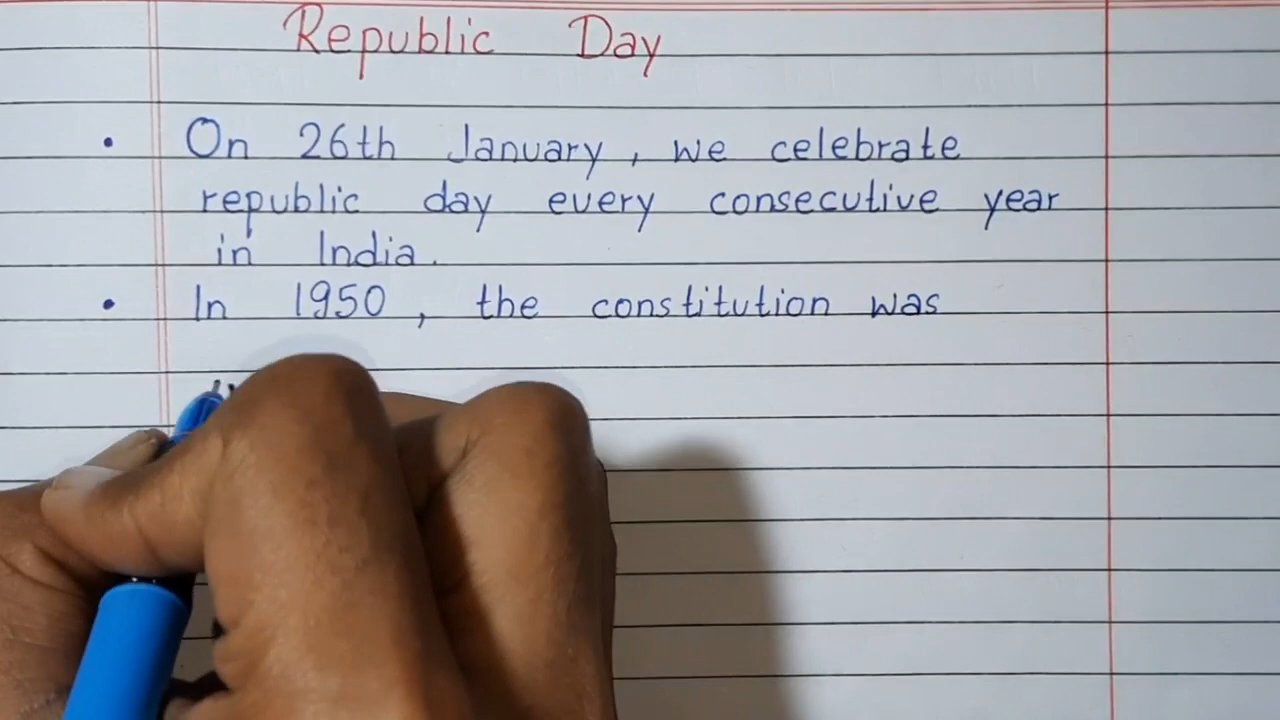 Republic Day
• On 26th January, we celebrate
republic day every consecutive year
in India.
• In 1950, the constitution was